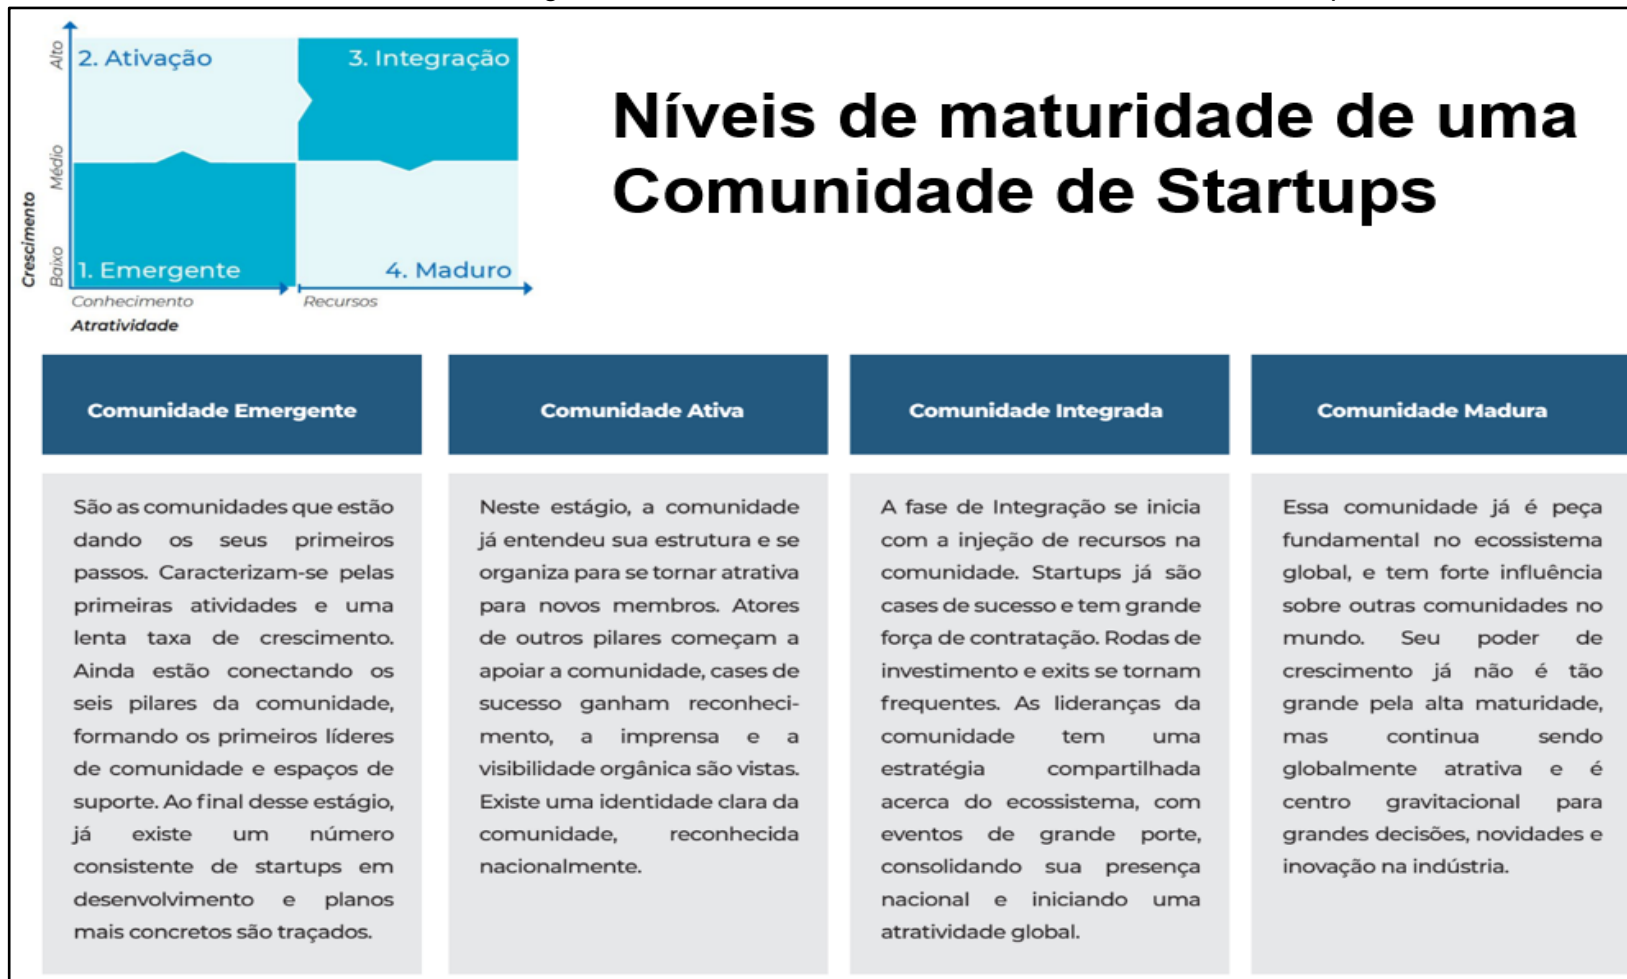 Alto
2. Ativação
3. Integração
Níveis de maturidade de uma
Comunidade de Startups
Médio
Crescimento
Baixo
1. Emergente
4. Maduro
Conhecimento
Recursos
Atratividade
Comunidade Emergente
São as comunidades que estão
dando os seus primeiros
passos. Caracterizam-se pelas
primeiras atividades e uma
lenta taxa de crescimento.
Ainda estão conectando os
seis pilares da comunidade,
formando os primeiros líderes
de comunidade e espaços de
suporte. Ao final desse estágio,
já existe um número
consistente de startups em
desenvolvimento e planos
mais concretos são traçados.
Comunidade Ativa
Neste estágio, a comunidade
já entendeu sua estrutura e se
organiza para se tornar atrativa
para novos membros. Atores
de outros pilares começam a
apoiar a comunidade, cases de
sucesso ganham reconheci-
mento, a imprensa e a
visibilidade orgânica são vistas.
Existe uma identidade clara da
comunidade, reconhecida
nacionalmente.
Comunidade Integrada
A fase de Integração se inicia
com a injeção de recursos na
comunidade. Startups já são
cases de sucesso e tem grande
força de contratação. Rodas de
investimento e exits se tornam
frequentes. As lideranças da
comunidade tem uma
estratégia compartilhada
acerca do ecossistema, com
eventos de grande porte,
consolidando sua presença
nacional e iniciando uma
atratividade global.
Comunidade Madura
Essa comunidade já é peça
fundamental no ecossistema
global, e tem forte influência
sobre outras comunidades no
mundo. Seu poder de
crescimento já não é tão
grande pela alta maturidade,
mas continua sendo
globalmente atrativa e é
centro gravitacional para
grandes decisões, novidades e
inovação na indústria.